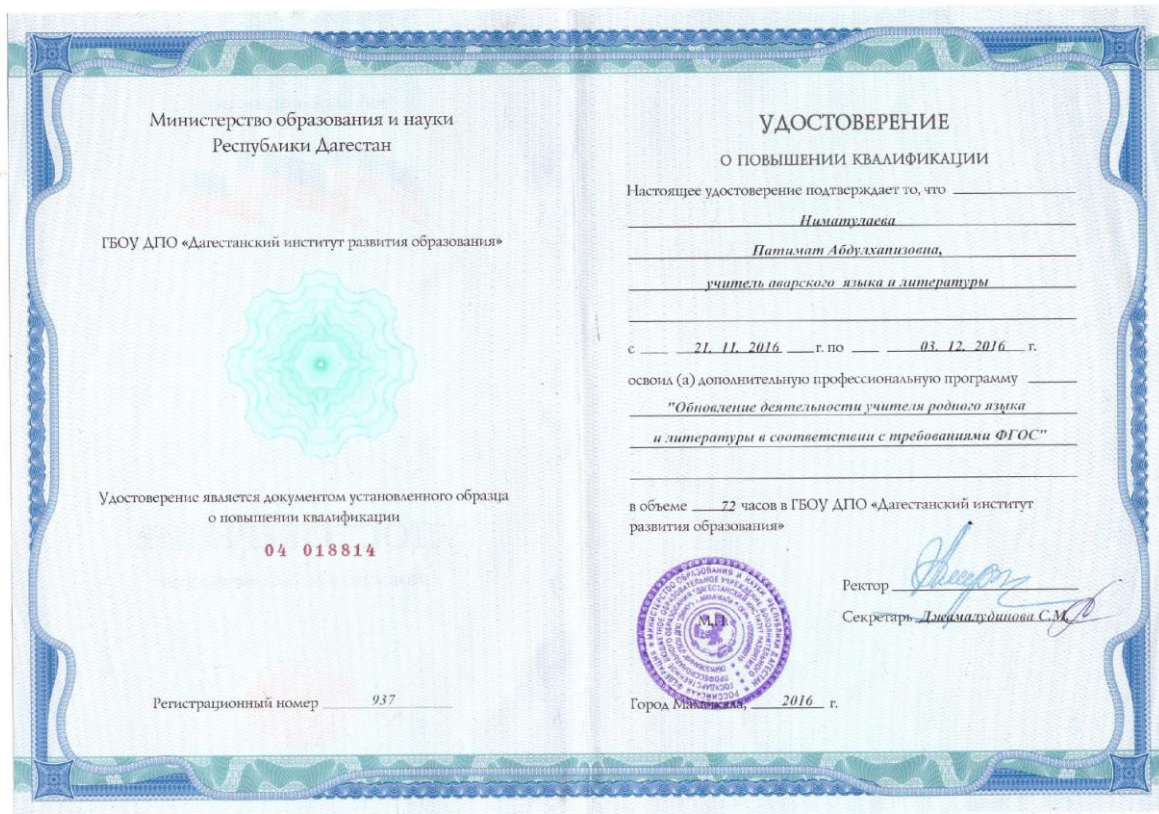 Министерство образования и науки
Республики Дагестан
ГБОУ ДПО «Дагестанский институт развития образования»
Удостоверение является документом установленного образца
о повышении квалификации
04 018814
Регистрационный номер 937
УДОСТОВЕРЕНИЕ
О ПОВЫШЕНИИ КВАЛИФИКАЦИИ
Настоящее удостоверение подтверждает то, что
Ниматулаева
Патимат Абдулхапизовна,
учитель аварского языка и литературы
с 21. 11. 2016 г. по 03. 12. 2016 г.
освоил (а) дополнительную профессиональную программу
"Обновление деятельности учителя родного языка
и литературы в соответствии с требованиями ФГОС"
в объеме 72 часов в ГБОУ ДПО «Дагестанский институт
развития образования»
Ректор
Секретарь Джамалудинова С.М.
М.П.
Город Махачкала, 2016 г.